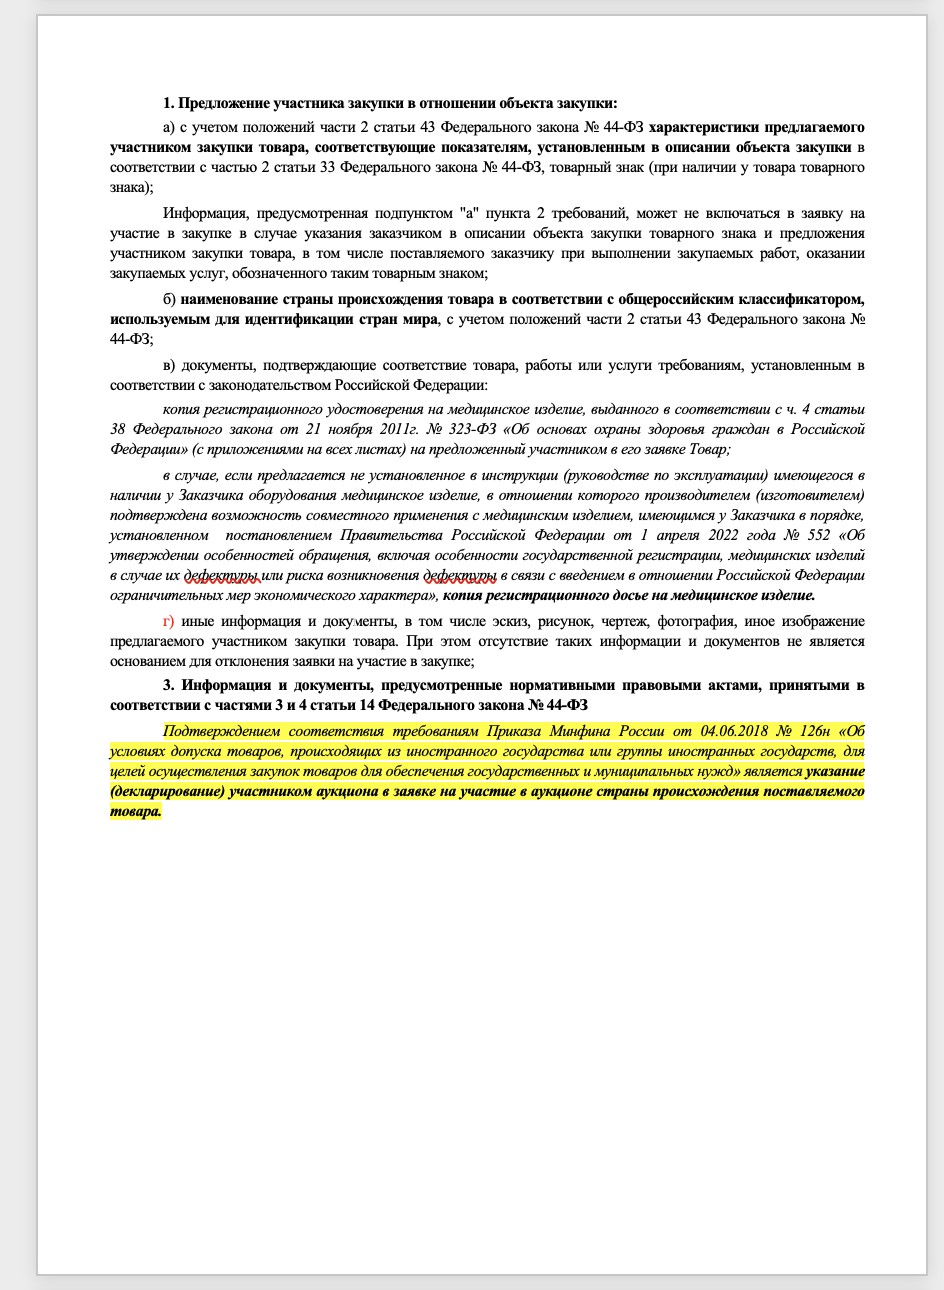 1. Предложение участника закупки в отношении объекта закупки:
а) с учетом положений части 2 статьи 43 Федерального закона № 44-ФЗ характеристики предлагаемого
участником закупки товара, соответствующие показателям, установленным в описании объекта закупки в
соответствии с частью 2 статьи 33 Федерального закона № 44-ФЗ, товарный знак (при наличии у товара товарного
знака);
Информация, предусмотренная подпунктом "а" пункта 2 требований, может не включаться в заявку на
участие в закупке в случае указания заказчиком в описании объекта закупки товарного знака и предложения
участником закупки товара, в том числе поставляемого заказчику при выполнении закупаемых работ, оказании
закупаемых услуг, обозначенного таким товарным знаком;
б) наименование страны происхождения товара в соответствии с общероссийским классификатором,
используемым для идентификации стран мира, с учетом положений части 2 статьи 43 Федерального закона №
44-ФЗ;
в) документы, подтверждающие соответствие товара, работы или услуги требованиям, установленным в
соответствии с законодательством Российской Федерации:
копия регистрационного удостоверения на медицинское изделие, выданного в соответствии с ч. 4 статьи
38 Федерального закона от 21 ноября 2011г. № 323-ФЗ «Об основах охраны здоровья граждан в Российской
Федерации» (с приложениями на всех листах) на предложенный участником в его заявке Товар;
в случае, если предлагается не установленное в инструкции (руководстве по эксплуатации) имеющегося в
наличии у Заказчика оборудования медицинское изделие, в отношении которого производителем (изготовителем)
подтверждена возможность совместного применения с медицинским изделием, имеющимся у Заказчика в порядке,
установленном постановлением Правительства Российской Федерации от 1 апреля 2022 года № 552 «Об
утверждении особенностей обращения, включая особенности государственной регистрации, медицинских изделий
в случае их дефектуры или риска возникновения дефектуры в связи с введением в отношении Российской Федерации
ограничительных мер экономического характера», копия регистрационного досье на медицинское изделие.
г) иные информация и документы, в том числе эскиз, рисунок, чертеж, фотография, иное изображение
предлагаемого участником закупки товара. При этом отсутствие таких информации и документов не является
основанием для отклонения заявки на участие в закупке;
3. Информация и документы, предусмотренные нормативными правовыми актами, принятыми в
соответствии с частями 3 и 4 статьи 14 Федерального закона № 44-ФЗ
Подтверждением соответствия требованиям Приказа Минфина России от 04.06.2018 № 126н «Об
условиях допуска товаров, происходящих из иностранного государства или группы иностранных государств, для
целей осуществления закупок товаров для обеспечения государственных и муниципальных нужд» является указание
(декларирование) участником аукциона в заявке на участие в аукционе страны происхождения поставляемого
товара.